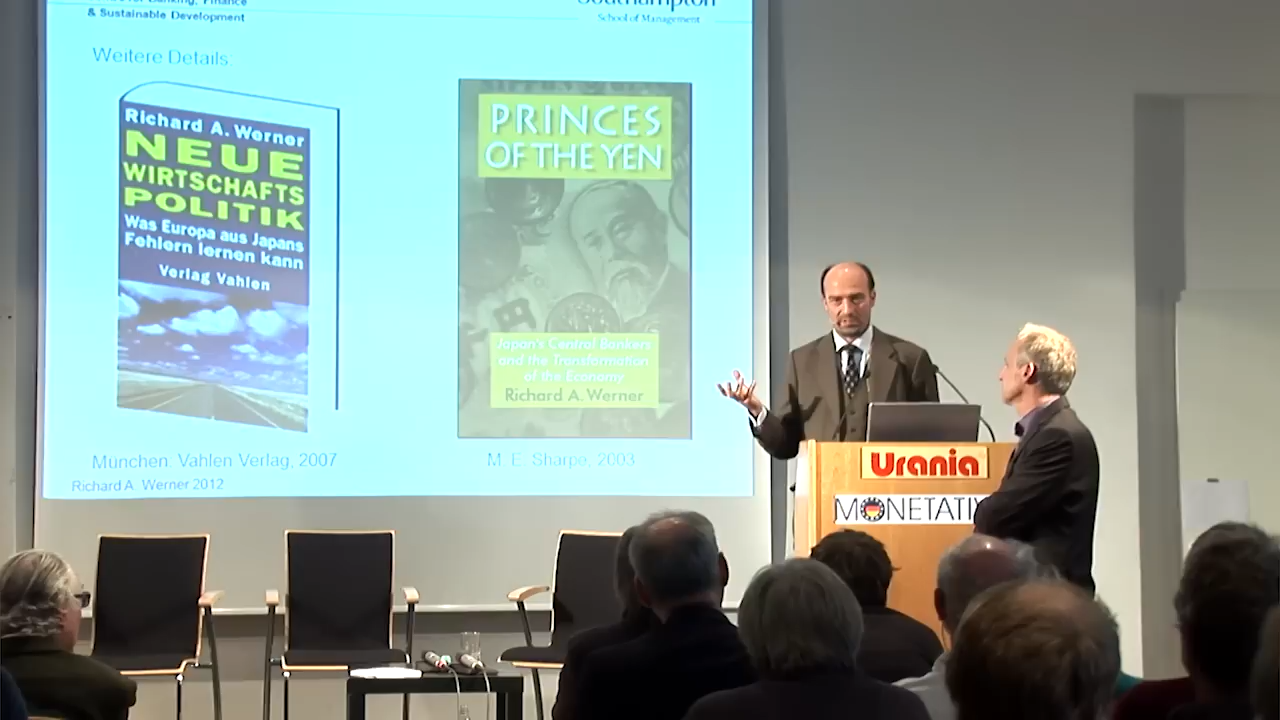 & Sustainable Development
Southampton
School of Management
Weitere Details:
Richard A. Werner
NEUE
WIRTSCHAFTS
POLITIK
Was Europa aus Japans
Fehlern lernen kann
Verlag Vahlen
PRINCES
OF THE YEN
円
Japan's Central Bankers
and the Transformation
of the Economy
Richard A. Werner
München: Vahlen Verlag, 2007
M. E. Sharpe, 2003
Richard A. Werner 2012
Urania
MONETATIV